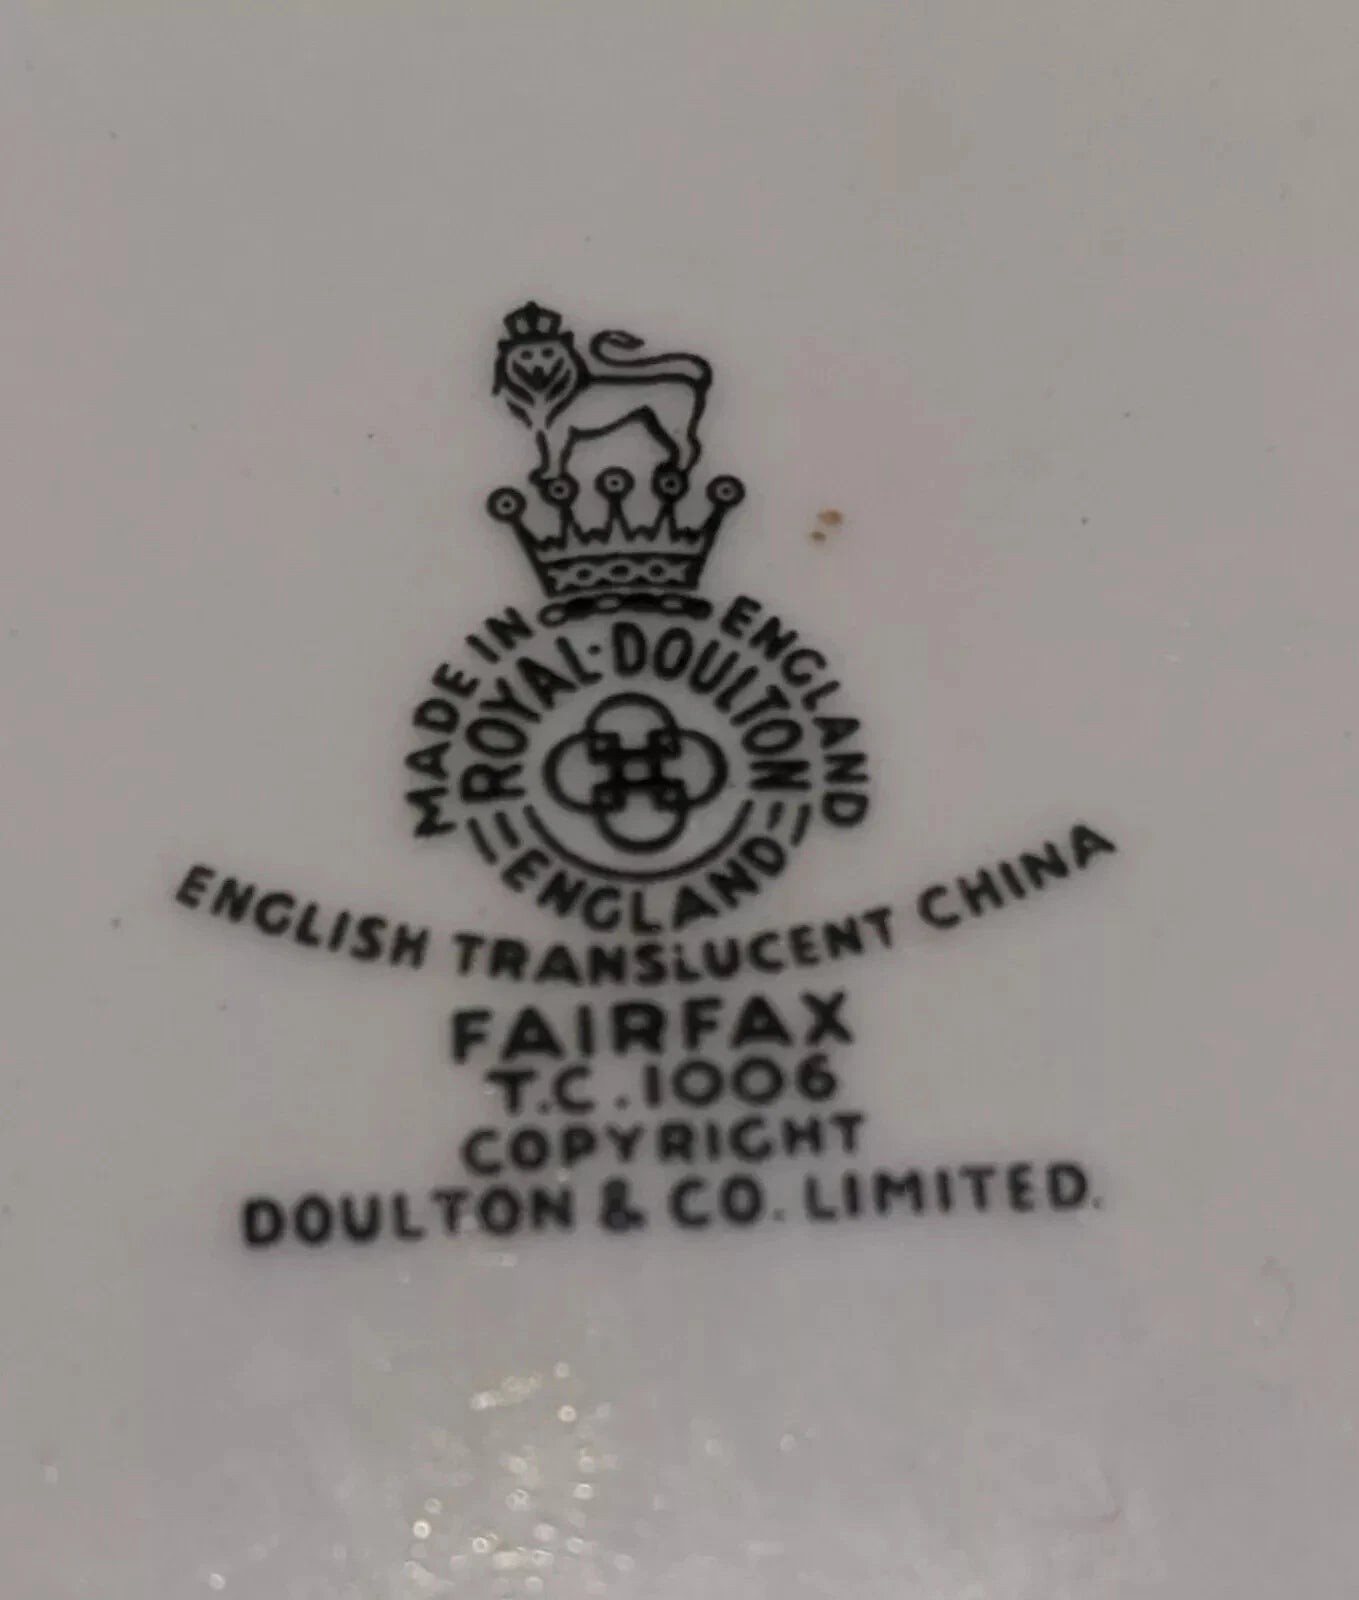 MADE IN ENGLAND
ROYAL·DOULTON
ENGLAND
ENGLISH TRANSLUCENT CHINA
FAIRFAX
T.C.1006
COPYRIGHT
DOULTON & CO. LIMITED.